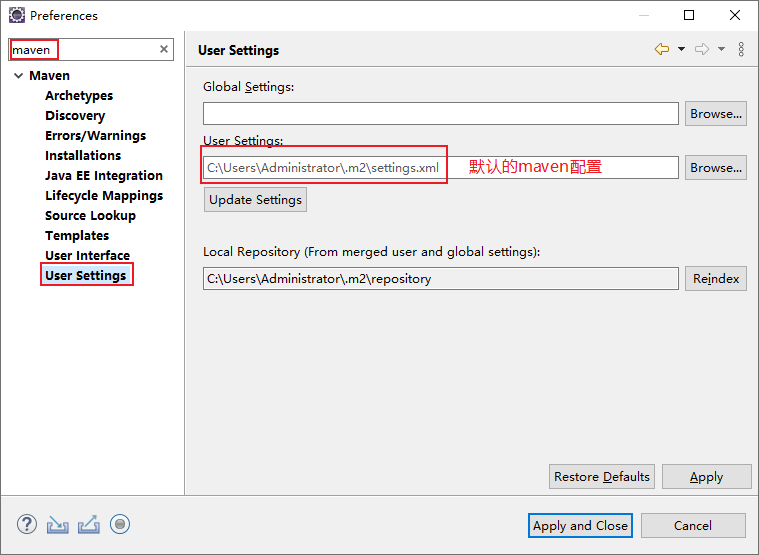 Preferences
maven
Maven
Archetypes
Discovery
Errors/Warnings
Installations
Java EE Integration
Lifecycle Mappings
Source Lookup
Templates
User Interface
User Settings
User Settings
Global Settings:
Browse...
User Settings:
C:\Users\Administrator\.m2\settings.xml
默认的maven配置
Browse...
Update Settings
Local Repository (From merged user and global settings):
C:\Users\Administrator\.m2\repository
Reindex
Restore Defaults
Apply
Apply and Close
Cancel